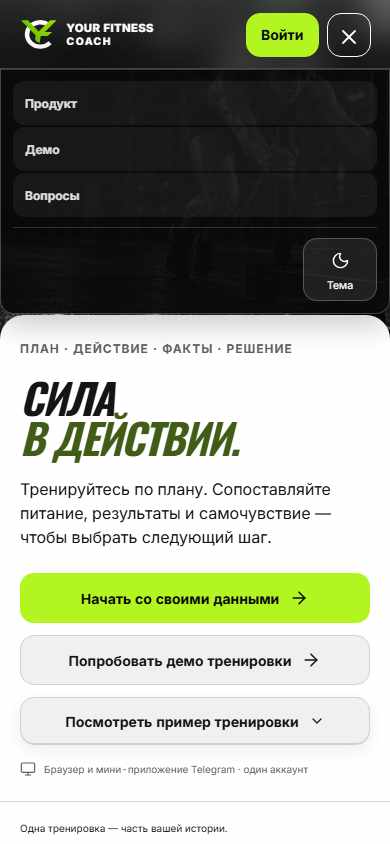 YOUR FITNESS
COACH
Войти
Продукт
Демо
Вопросы
Тема
ПЛАН · ДЕЙСТВИЕ · ФАКТЫ · РЕШЕНИЕ
СИЛА
В ДЕЙСТВИИ.
Тренируйтесь по плану. Сопоставляйте
питание, результаты и самочувствие —
чтобы выбрать следующий шаг.
Начать со своими данными
Попробовать демо тренировки
Посмотреть пример тренировки
Браузер и мини-приложение Telegram · один аккаунт
Одна тренировка — часть вашей истории.